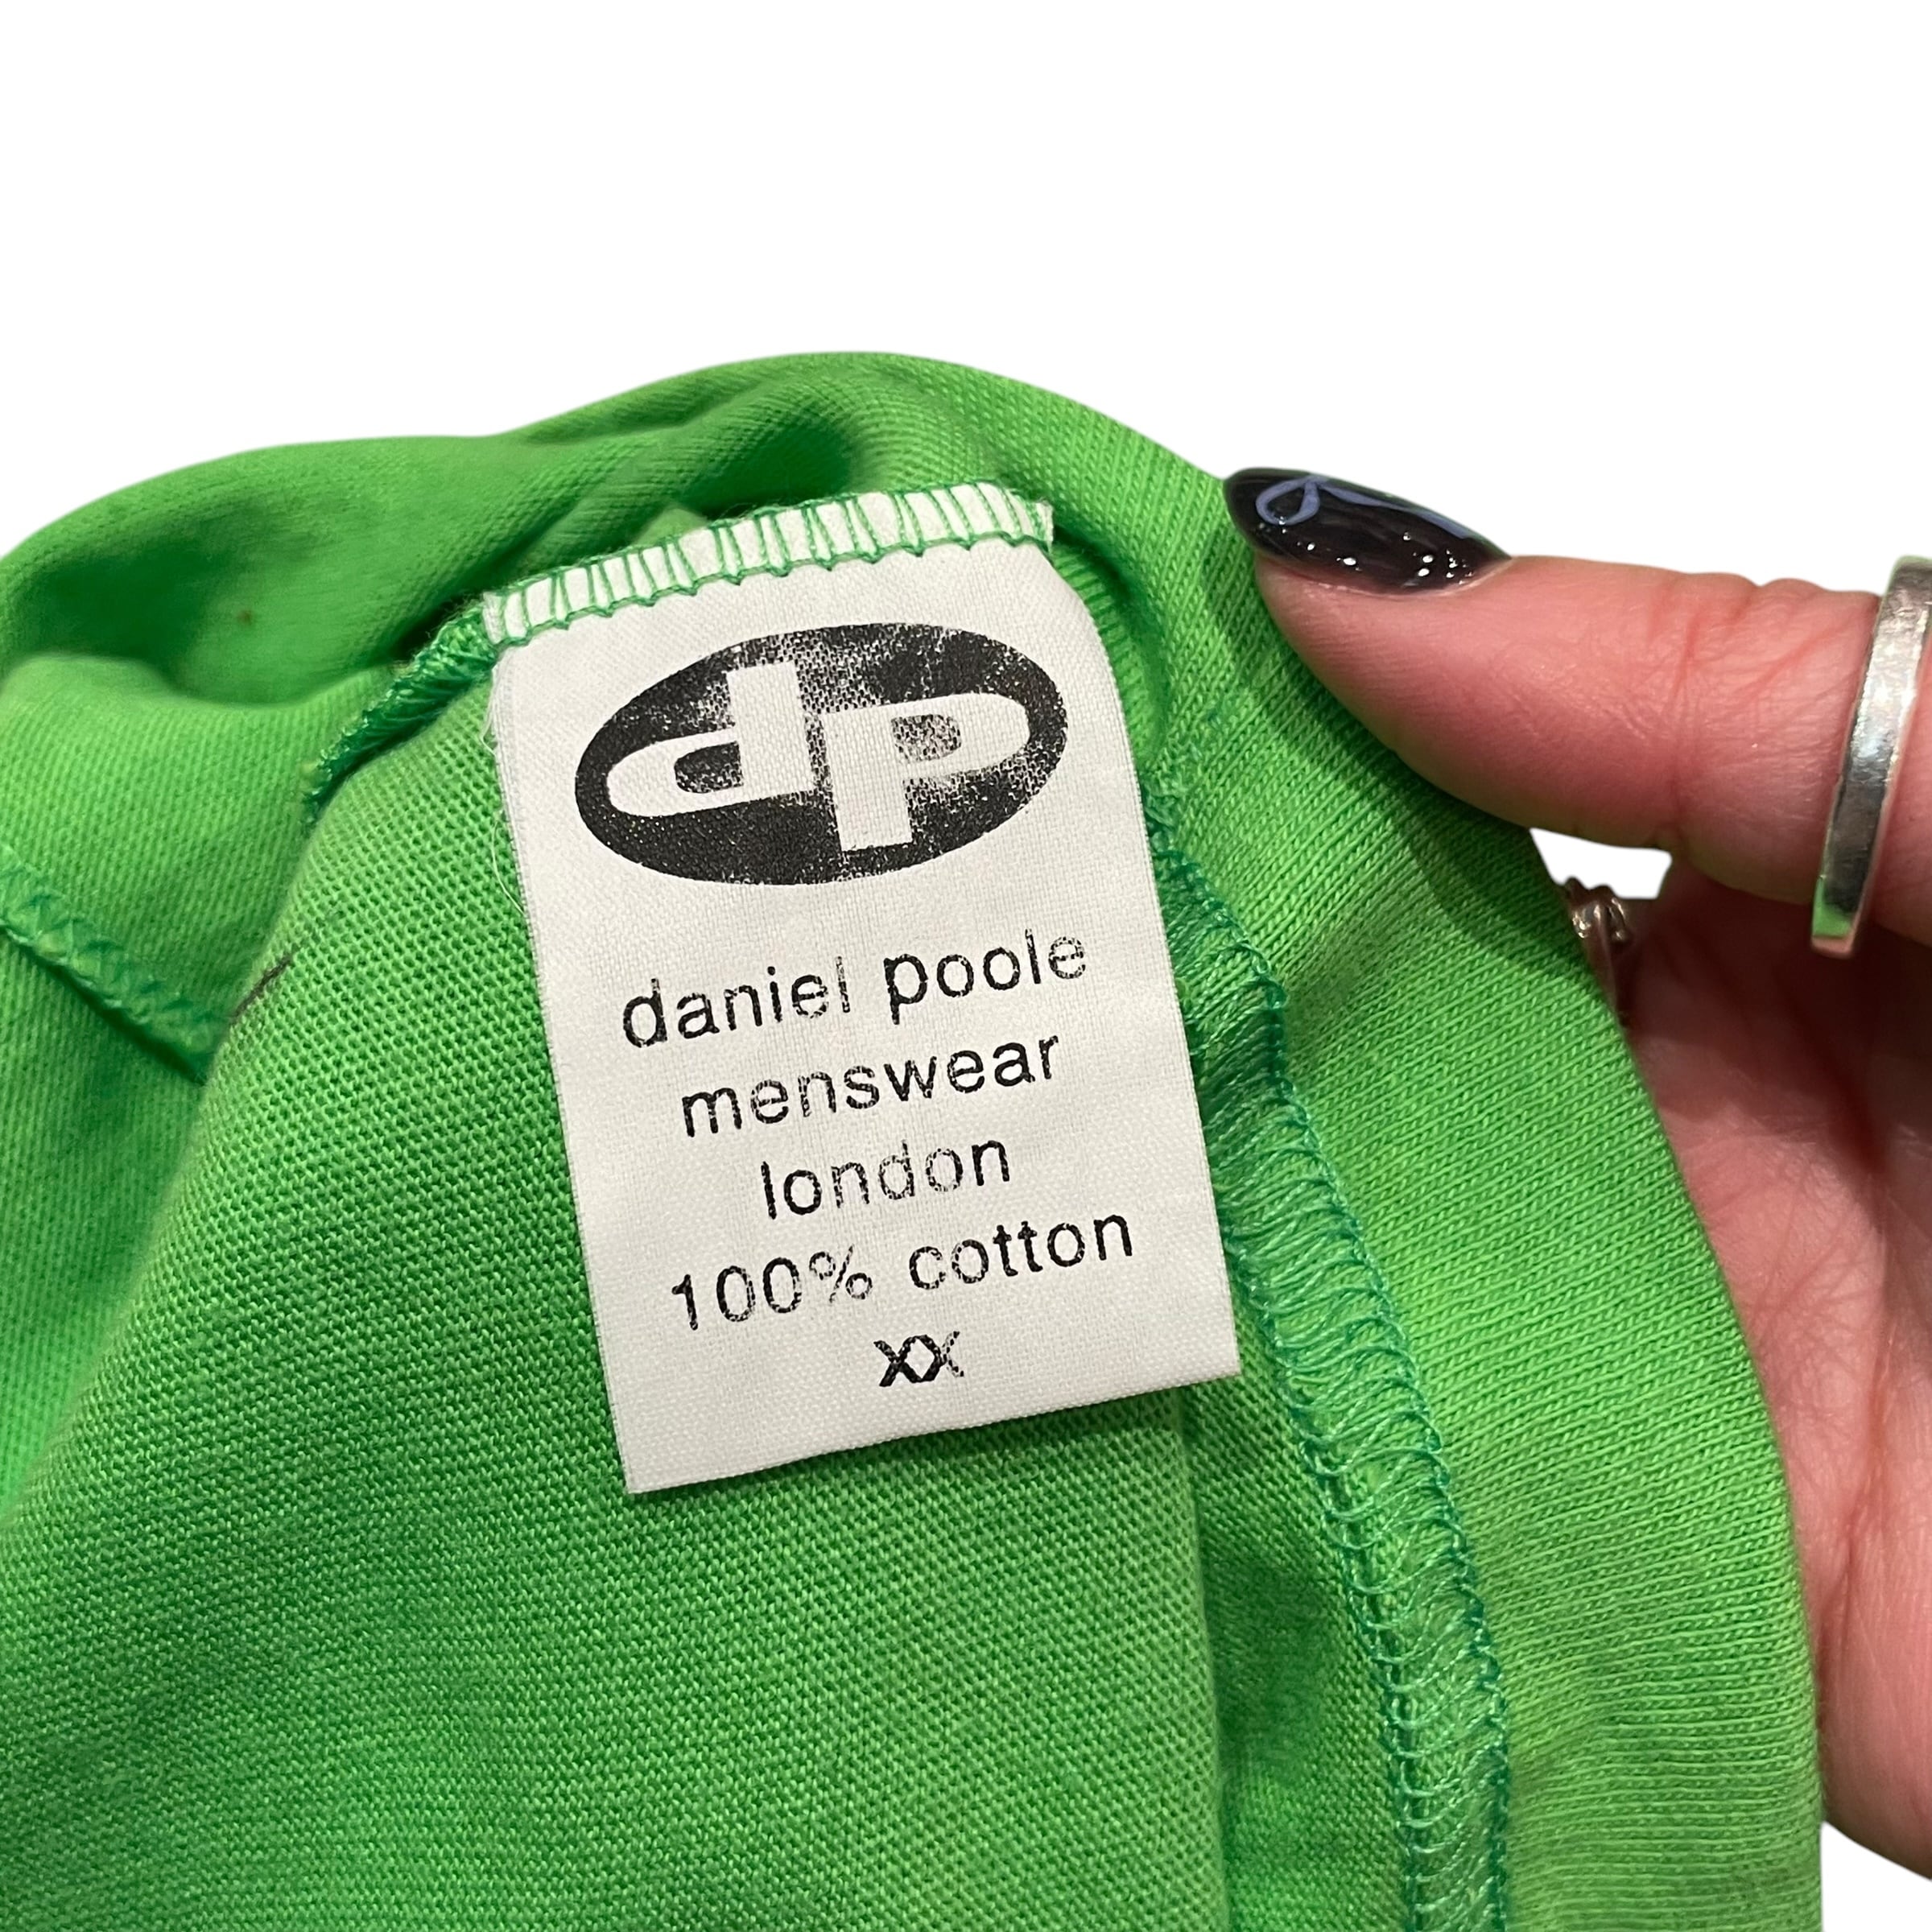 dp
daniel poole
menswear
london
100% cotton
xx